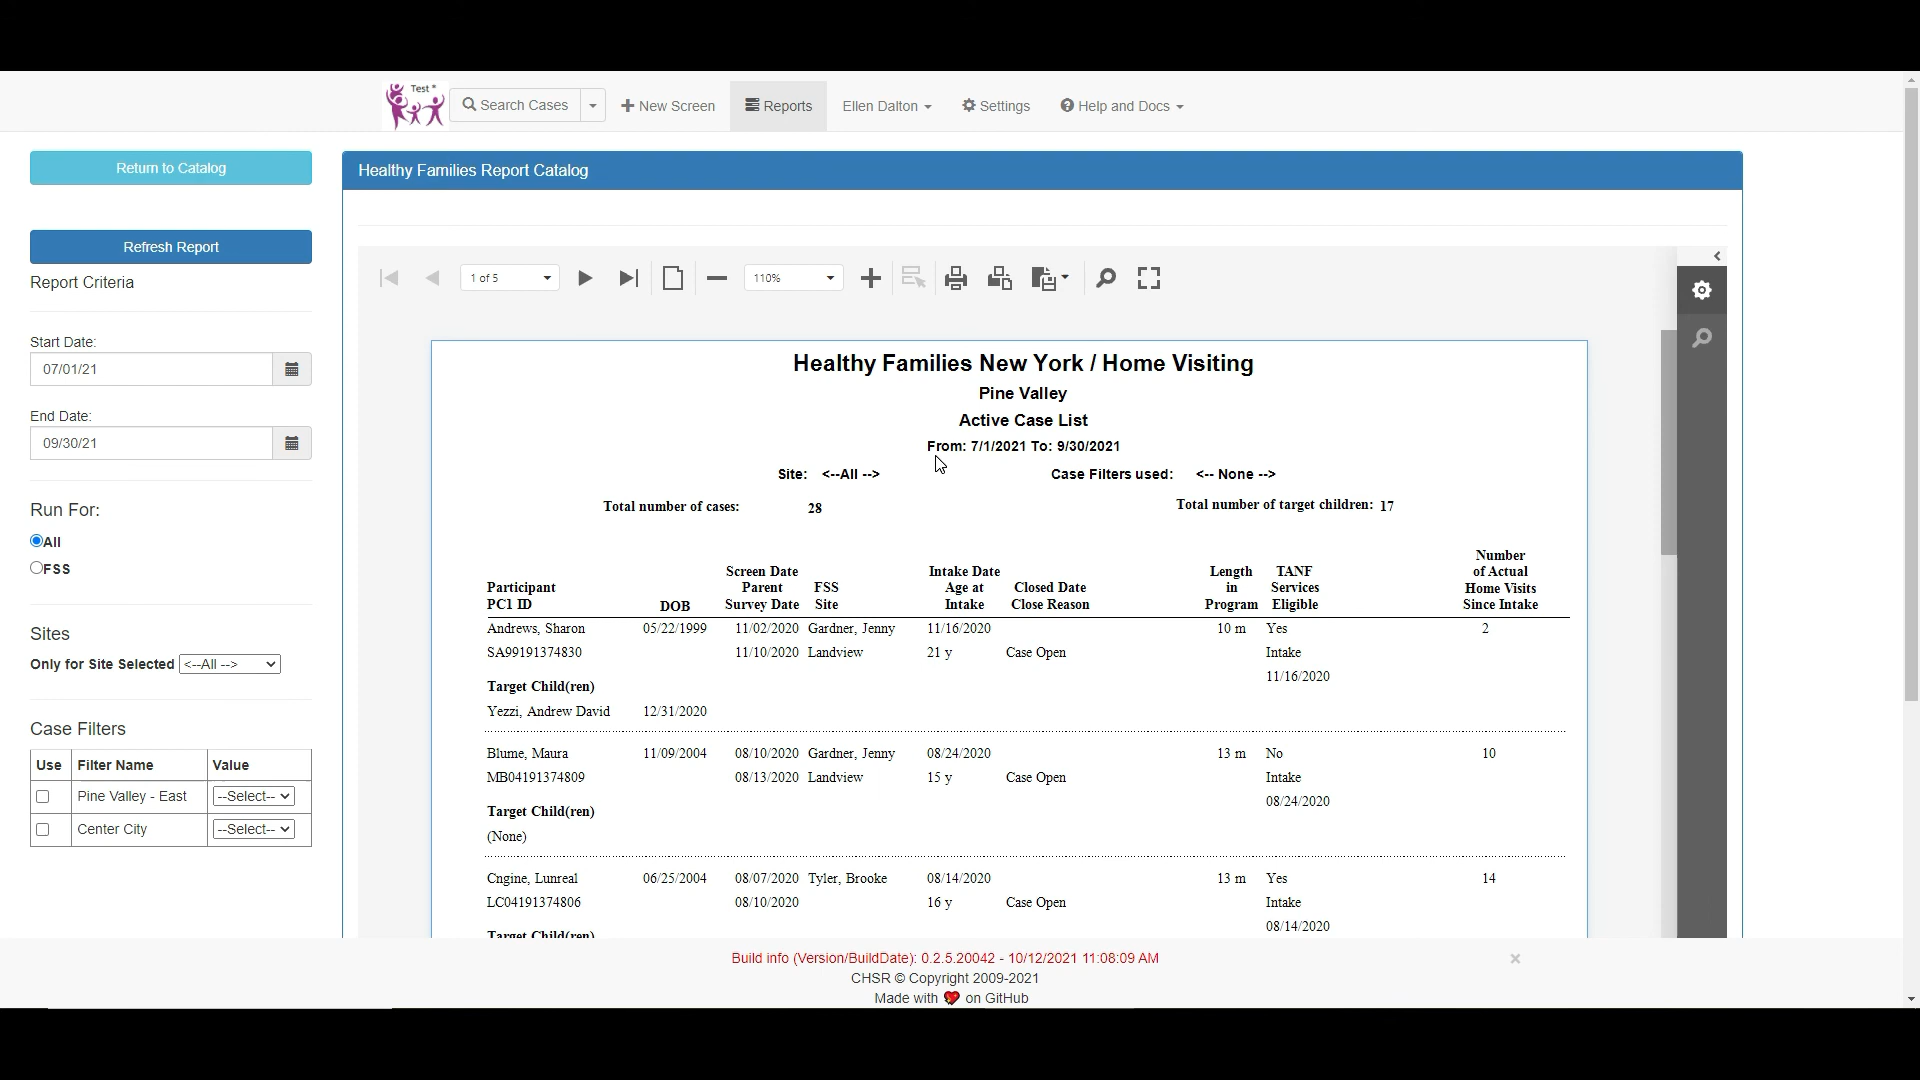 Test *
Search Cases
New Screen
Reports
Ellen Dalton
Settings
Help and Docs
Return to Catalog
Refresh Report
Report Criteria
Start Date:
07/01/21
End Date:
09/30/21
Run For:
All
FSS
Sites
Only for Site Selected <--All -->
Case Filters
Use Filter Name Value
Pine Valley - East --Select--
Center City --Select--
Healthy Families Report Catalog
1 of 5
110%
Healthy Families New York / Home Visiting
Pine Valley
Active Case List
From: 7/1/2021 To: 9/30/2021
Site: <--All --> Case Filters used: <-- None -->
Total number of cases: 28 Total number of target children: 17
Number
Screen Date Intake Date Length TANF of Actual
Participant Parent FSS Age at Closed Date in Services Home Visits
PC1 ID DOB Survey Date Site Intake Close Reason Program Eligible Since Intake
Andrews, Sharon 05/22/1999 11/02/2020 Gardner, Jenny 11/16/2020 10 m Yes 2
SA99191374830 11/10/2020 Landview 21 y Case Open Intake
11/16/2020
Target Child(ren)
Yezzi, Andrew David 12/31/2020
Blume, Maura 11/09/2004 08/10/2020 Gardner, Jenny 08/24/2020 13 m No 10
MB04191374809 08/13/2020 Landview 15 y Case Open Intake
08/24/2020
Target Child(ren)
(None)
Cngine, Lunreal 06/25/2004 08/07/2020 Tyler, Brooke 08/14/2020 13 m Yes 14
LC04191374806 08/10/2020 16 y Case Open Intake
08/14/2020
Target Child(ren)
Build info (Version/BuildDate): 0.2.5.20042 - 10/12/2021 11:08:09 AM
CHSR © Copyright 2009-2021
Made with ❤ on GitHub